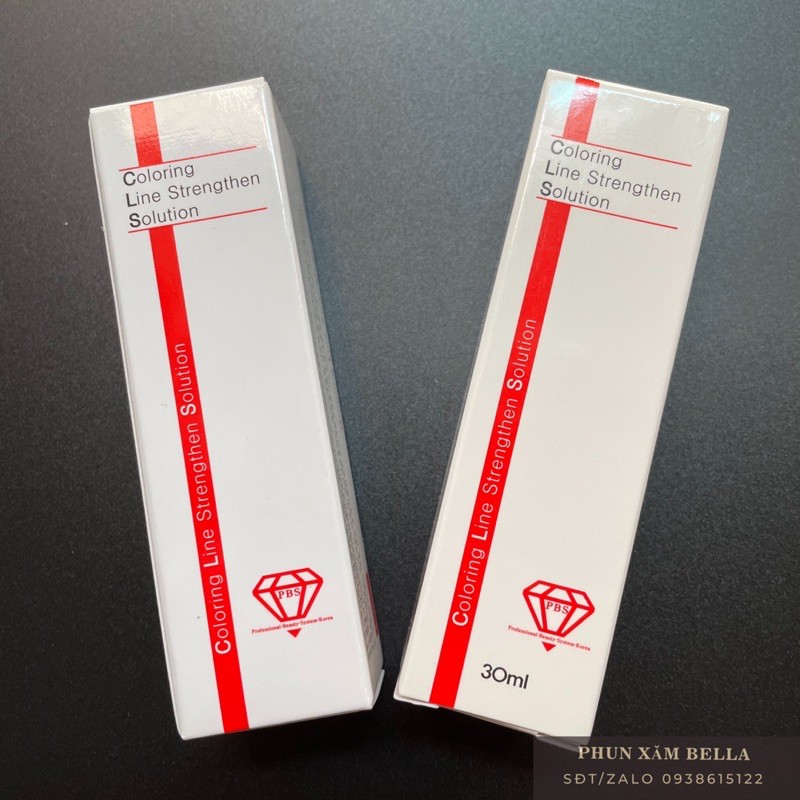 Coloring
Line Strengthen
Solution
Coloring Line Strengthen Solution
PBS
Professional-Beauty-System-Korea
Coloring
Line Strengthen
Solution
Coloring Line Strengthen Solution
PBS
Professional-Beauty-System-Korea
30ml
PHUN XĂM BELLA
SĐT/ZALO 0938615122